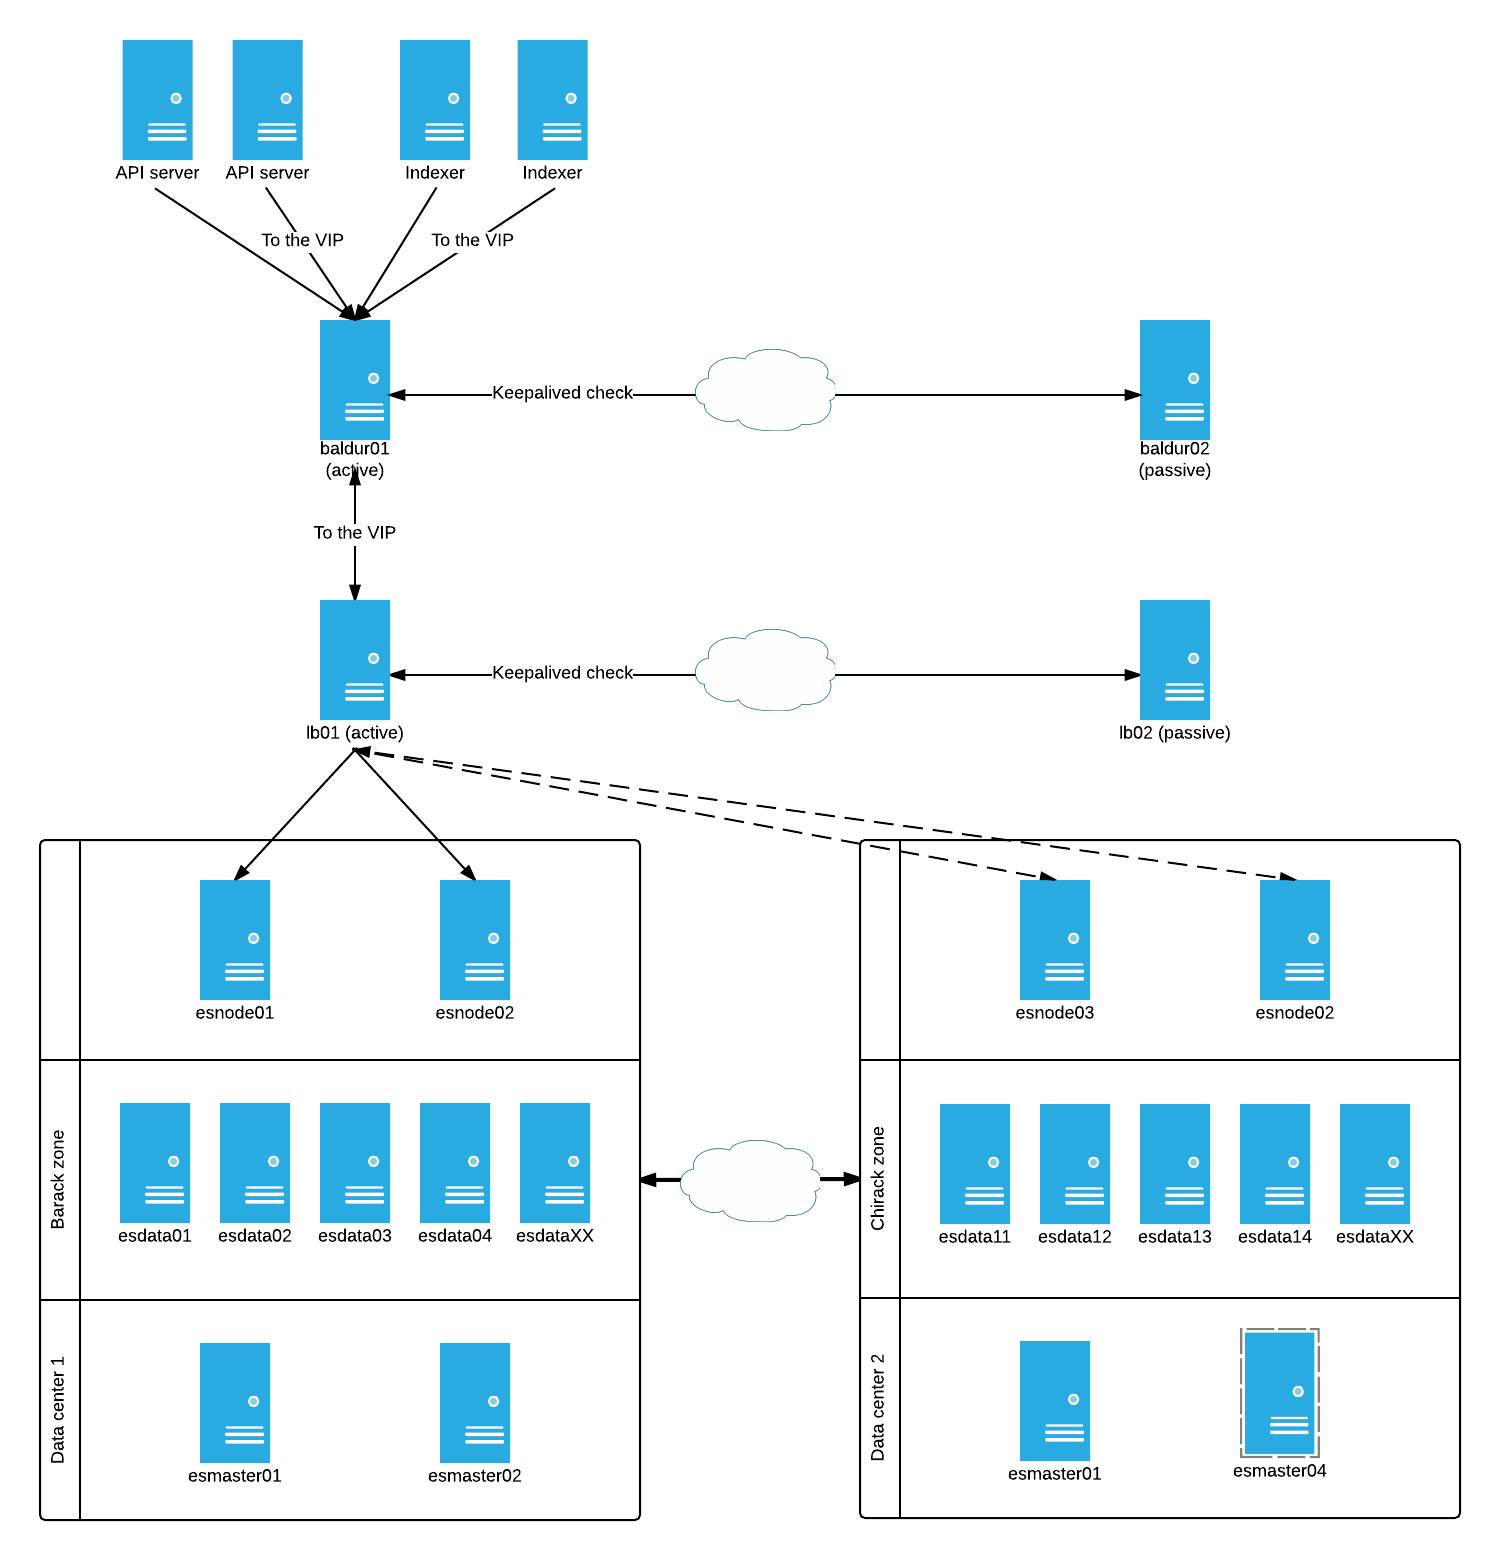 API server
API server
Indexer
Indexer
To the VIP
To the VIP
Keepalived check
baldur01
(active)
baldur02
(passive)
To the VIP
Keepalived check
lb01 (active)
lb02 (passive)
esnode01
esnode02
esnode03
esnode02
Barack zone
esdata01
esdata02
esdata03
esdata04
esdataXX
Chirack zone
esdata11
esdata12
esdata13
esdata14
esdataXX
Data center 1
esmaster01
esmaster02
Data center 2
esmaster01
esmaster04